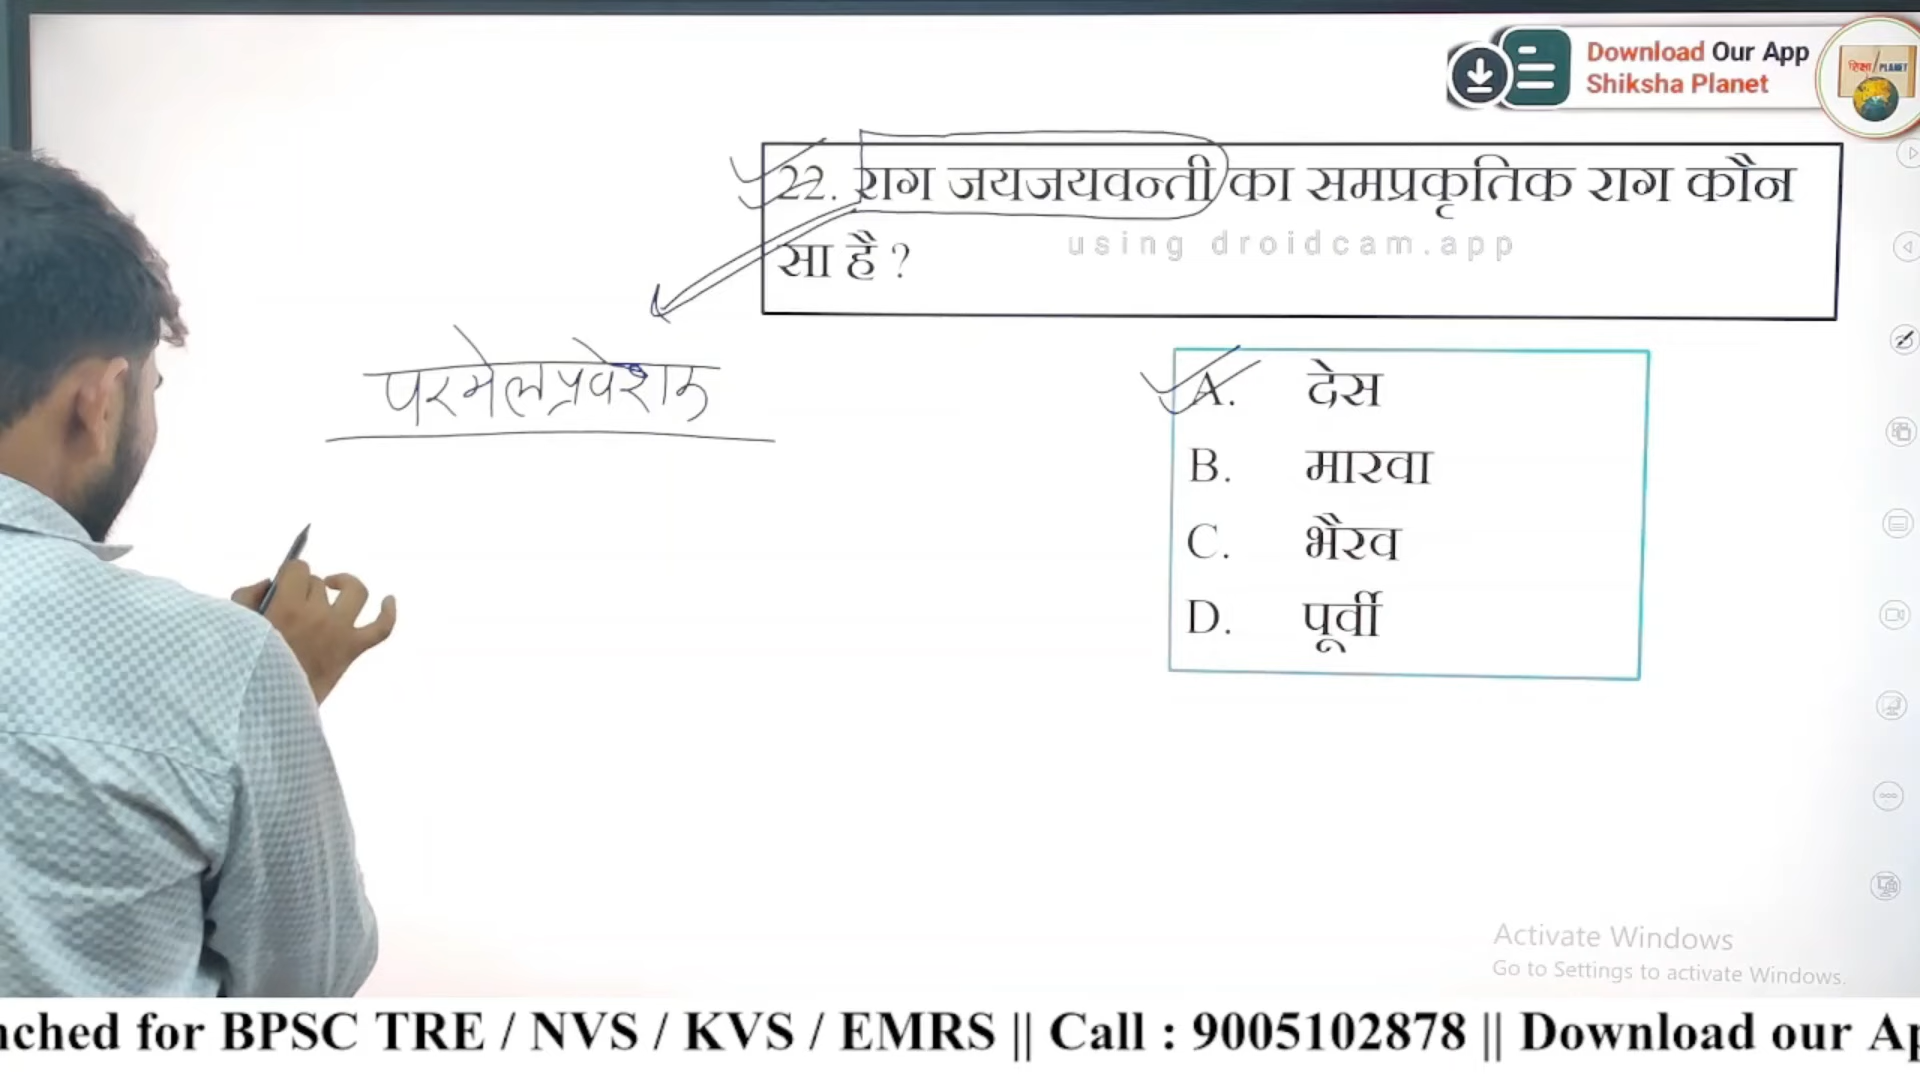 Download Our App
Shiksha Planet
शिक्षा PLANET
22. राग जयजयवन्ती का समप्रकृतिक राग कौन
सा है ?
using droidcam.app
परमेलप्रवेशक
A. देस
B. मारवा
C. भैरव
D. पूर्वी
Activate Windows
Go to Settings to activate Windows.
nched for BPSC TRE / NVS / KVS / EMRS || Call : 9005102878 || Download our Ap